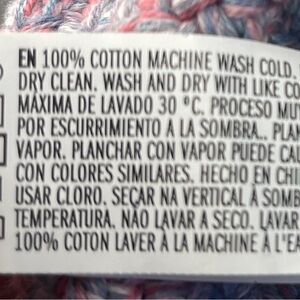 EN 100% COTTON MACHINE WASH COLD.
DRY CLEAN. WASH AND DRY WITH LIKE CO
MÁXIMA DE LAVADO 30 °C. PROCESO MU
POR ESCURRIMIENTO A LA SOMBRA.. PLAN
VAPOR. PLANCHAR CON VAPOR PUEDE CA
CON COLORES SIMILARES. HECHO EN CHI
USAR CLORO. SEÇAR NA VERTICAL À SOMB
TEMPERATURA. NÃO LAVAR A SECO. LAVAR
100% COTON LAVER À LA MACHINE À L'EA